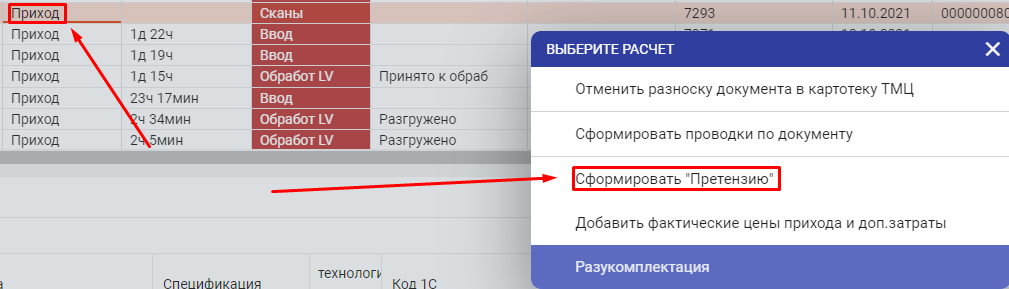 Приход Сканы 7293 11.10.2021 000000080
Приход 1д 22ч Ввод
Приход 1д 19ч Ввод
Приход 1д 15ч Обработ LV Принято к обраб
Приход 23ч 17мин Ввод
Приход 2ч 34мин Обработ LV Разгружено
Приход 2ч 5мин Обработ LV Разгружено
ВЫБЕРИТЕ РАСЧЕТ
Отменить разноску документа в картотеку ТМЦ
Сформировать проводки по документу
Сформировать "Претензию"
Добавить фактические цены прихода и доп.затраты
Разукомплектация
Спецификация
технологи
Код 1С